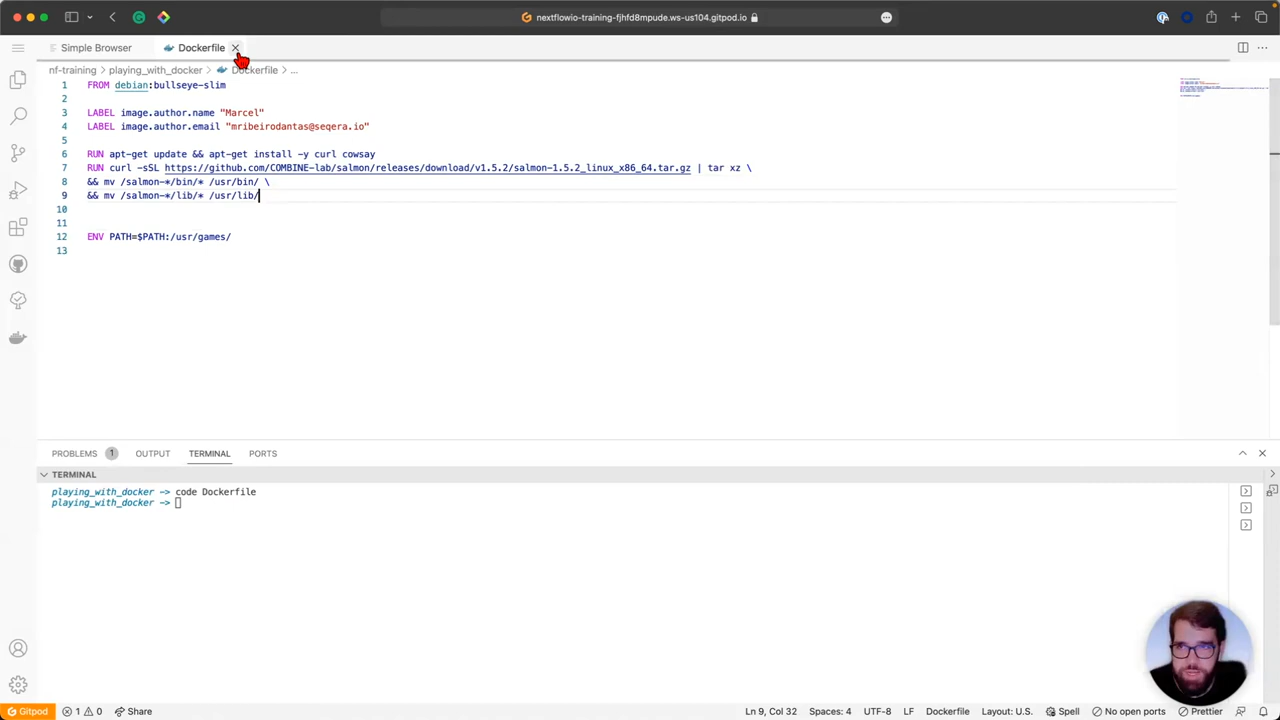 nextflowio-training-fjhfd8mpude.ws-us104.gitpod.io
Simple Browser
Dockerfile
nf-training > playing_with_docker > Dockerfile > ...
1 FROM debian:bullseye-slim
2
3 LABEL image.author.name "Marcel"
4 LABEL image.author.email "mribeirodantas@seqera.io"
5
6 RUN apt-get update && apt-get install -y curl cowsay
7 RUN curl -sSL https://github.com/COMBINE-lab/salmon/releases/download/v1.5.2/salmon-1.5.2_linux_x86_64.tar.gz | tar xz \
8 && mv /salmon-*/bin/* /usr/bin/ \
9 && mv /salmon-*/lib/* /usr/lib/
10
11
12 ENV PATH=$PATH:/usr/games/
13
PROBLEMS 1 OUTPUT TERMINAL PORTS
TERMINAL
playing_with_docker -> code Dockerfile
playing_with_docker ->
Gitpod 1 0 Share Ln 9, Col 32 Spaces: 4 UTF-8 LF Dockerfile Layout: U.S. Spell No open ports Prettier